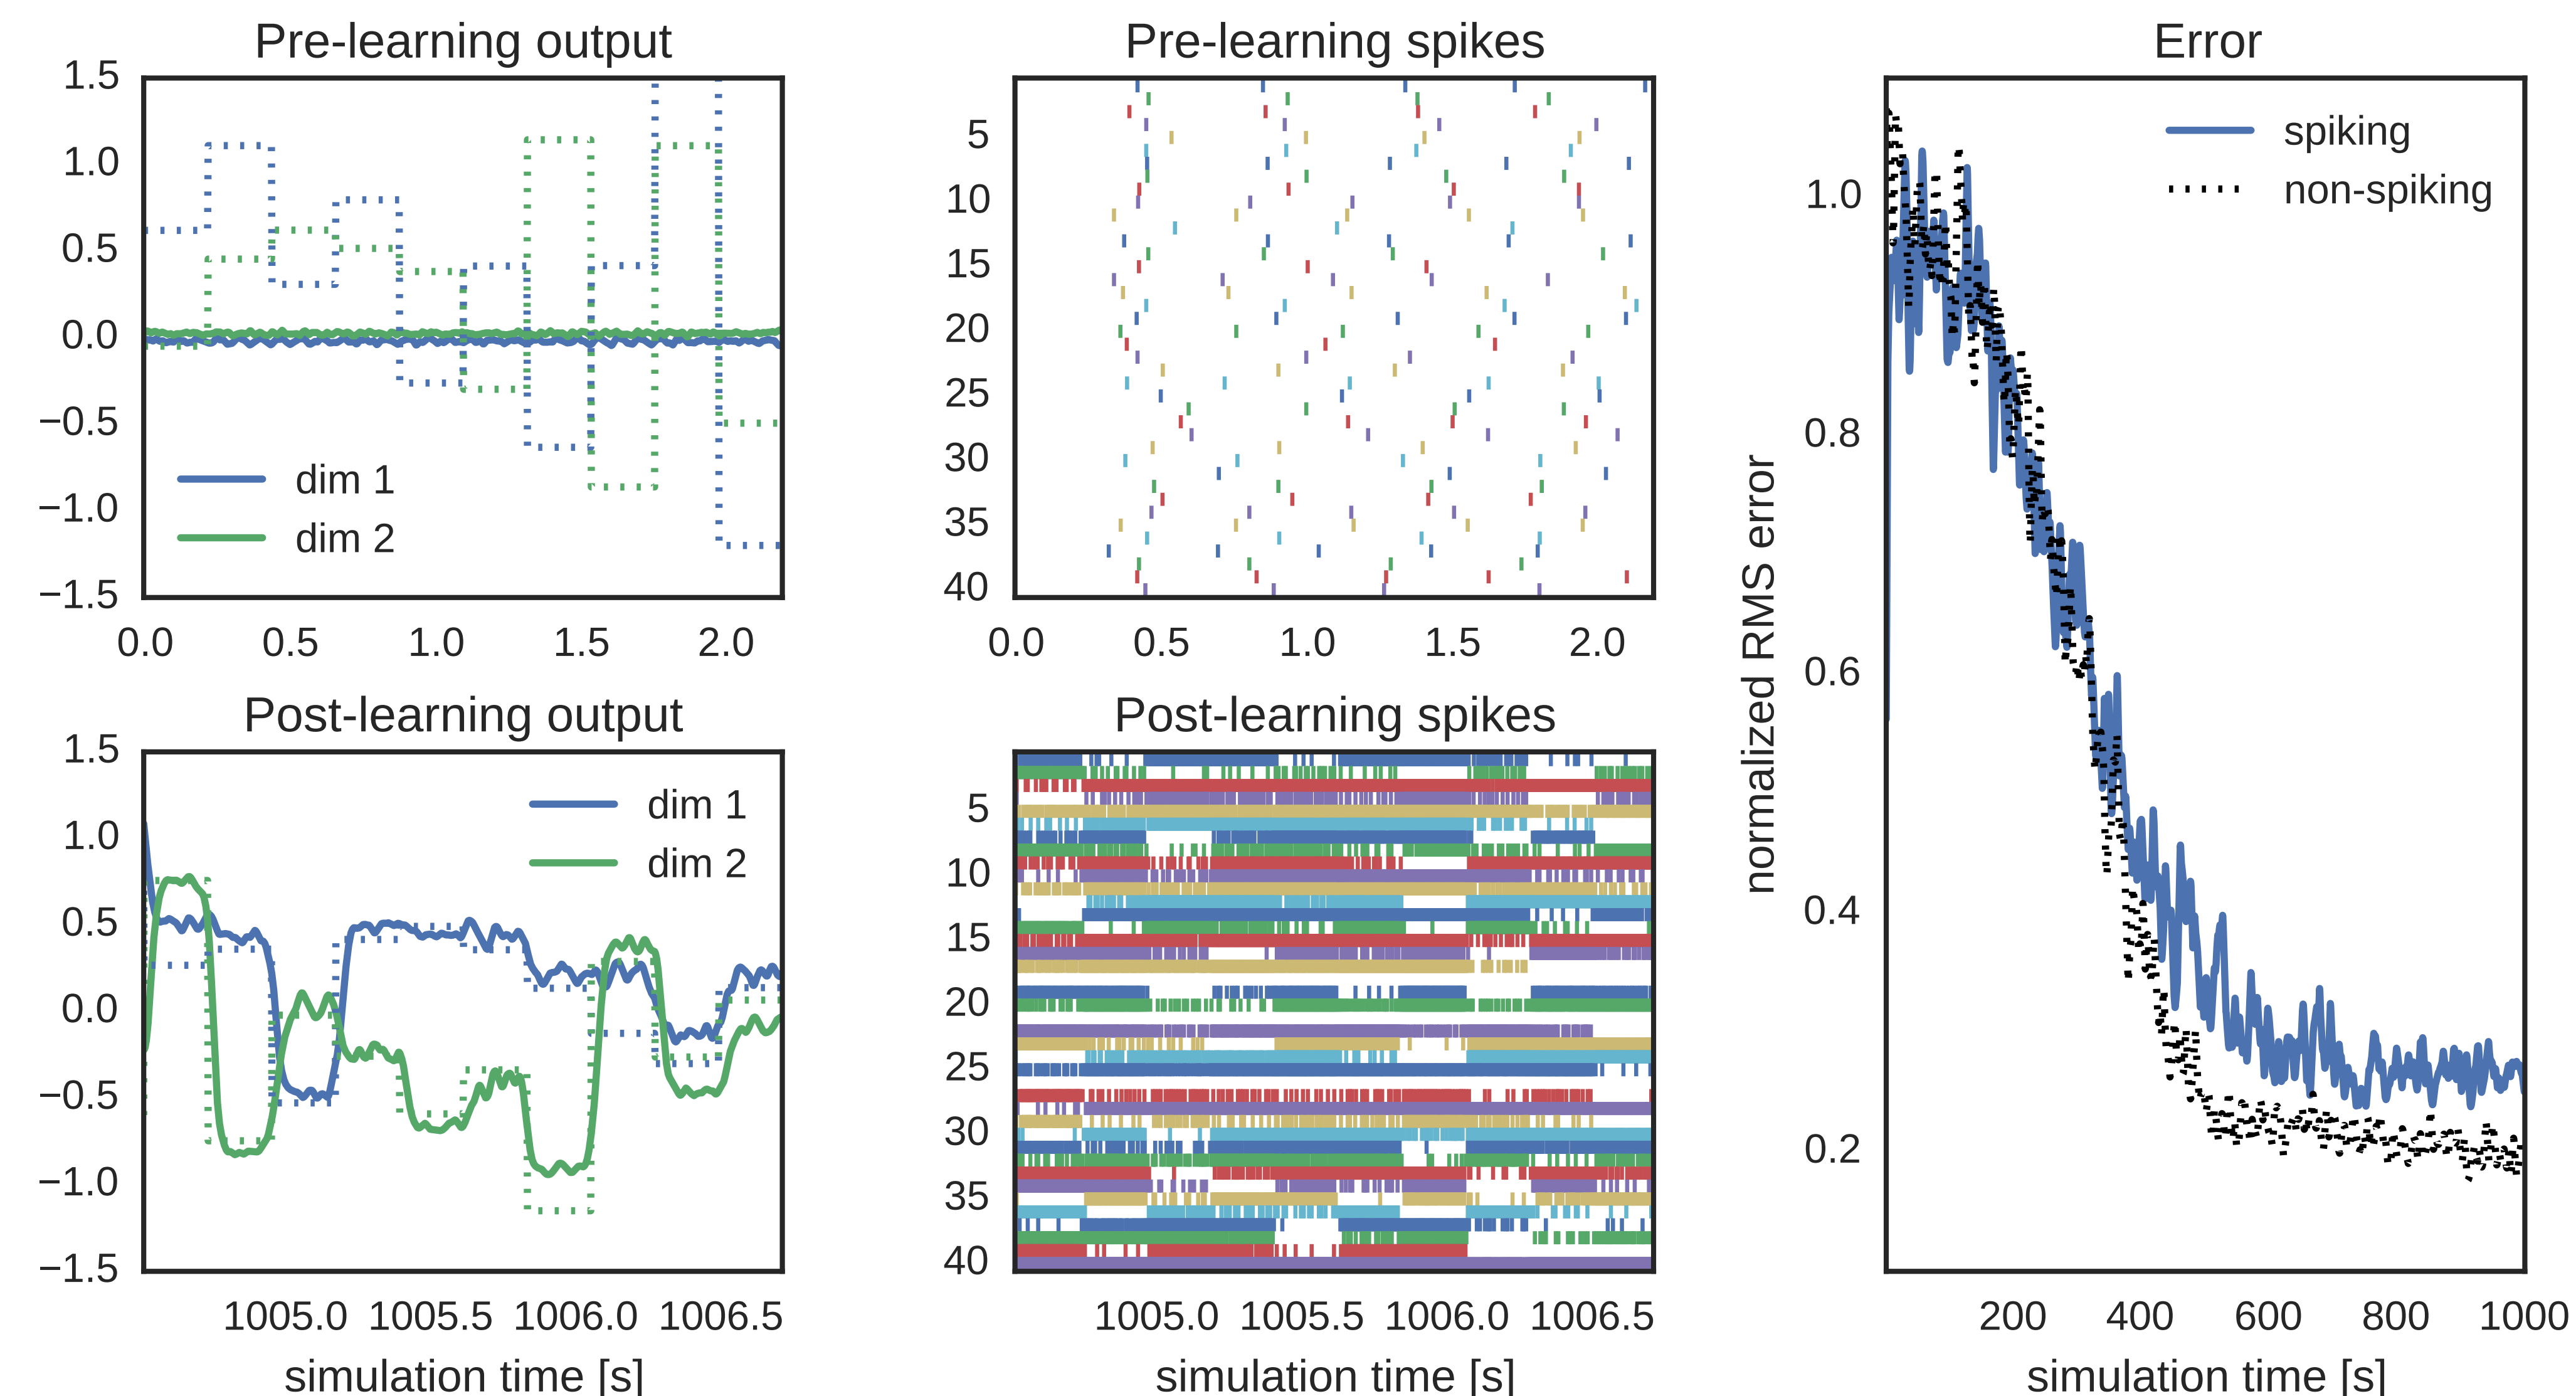 Pre-learning output
1.5
1.0
0.5
0.0
−0.5
−1.0
−1.5
dim 1
dim 2
0.0 0.5 1.0 1.5 2.0
Pre-learning spikes
5
10
15
20
25
30
35
40
0.0 0.5 1.0 1.5 2.0
Post-learning output
1.5
1.0
0.5
0.0
−0.5
−1.0
−1.5
dim 1
dim 2
1005.0 1005.5 1006.0 1006.5
simulation time [s]
Post-learning spikes
5
10
15
20
25
30
35
40
1005.0 1005.5 1006.0 1006.5
simulation time [s]
Error
spiking
non-spiking
normalized RMS error
1.0
0.8
0.6
0.4
0.2
200 400 600 800 1000
simulation time [s]